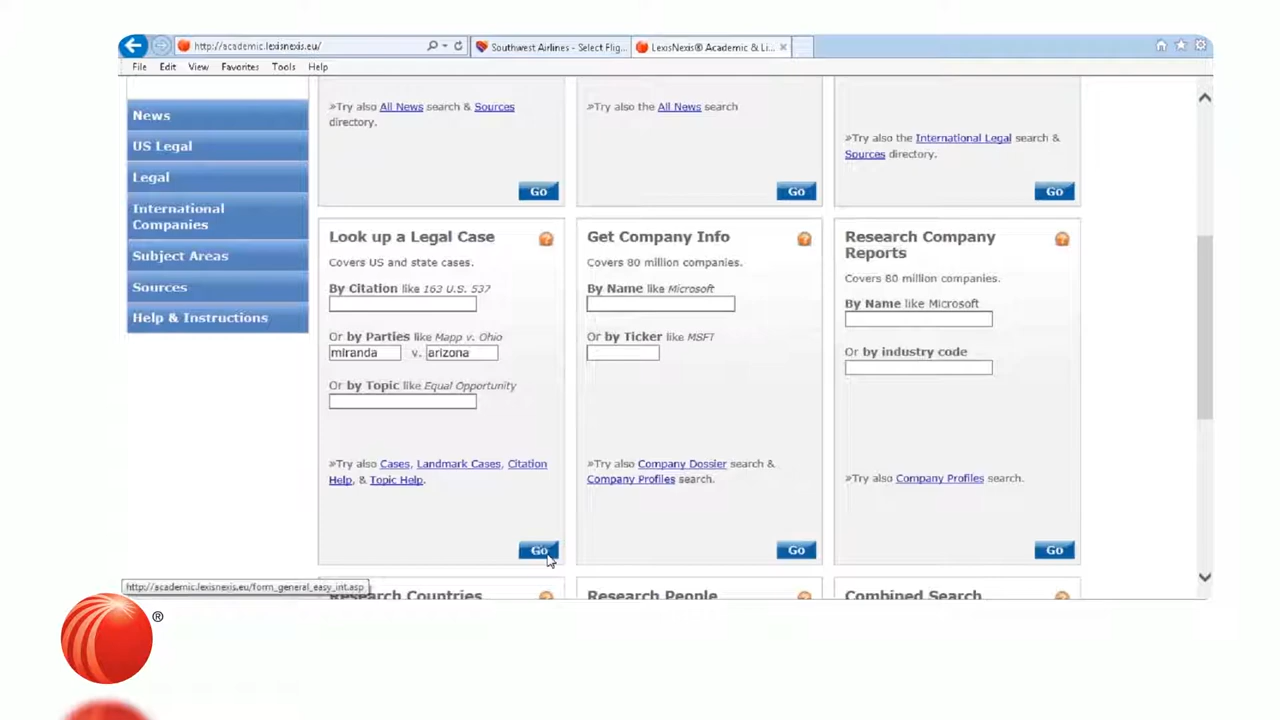 http://academic.lexisnexis.eu/
Southwest Airlines - Select Flig...
LexisNexis® Academic & Li...
File Edit View Favorites Tools Help
News
US Legal
Legal
International
Companies
Subject Areas
Sources
Help & Instructions
»Try also All News search & Sources
directory.
Go
»Try also the All News search
Go
»Try also the International Legal search &
Sources directory.
Go
Look up a Legal Case
Covers US and state cases.
By Citation like 163 U.S. 537
Or by Parties like Mapp v. Ohio
miranda v. arizona
Or by Topic like Equal Opportunity
»Try also Cases, Landmark Cases, Citation
Help, & Topic Help.
Go
Get Company Info
Covers 80 million companies.
By Name like Microsoft
Or by Ticker like MSFT
»Try also Company Dossier search &
Company Profiles search.
Go
Research Company
Reports
Covers 80 million companies.
By Name like Microsoft
Or by industry code
»Try also Company Profiles search.
Go
http://academic.lexisnexis.eu/form_general_easy_int.asp
Research Countries
Research People
Combined Search
®